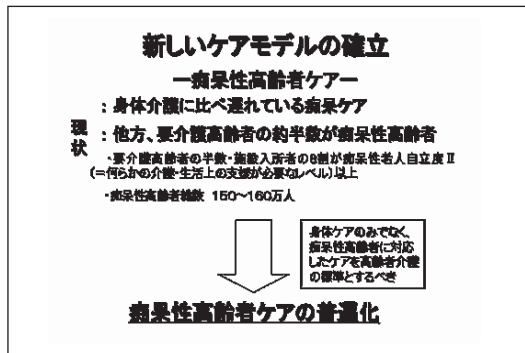 新しいケアモデルの確立
ー痴呆性高齢者ケアー
現状
：身体介護に比べ遅れている痴呆ケア
：他方、要介護高齢者の約半数が痴呆性高齢者
・要介護高齢者の半数・施設入所者の8割が痴呆性老人自立度Ⅱ
（＝何らかの介護・生活上の支援が必要なレベル）以上
・痴呆性高齢者総数 150～160万人
身体ケアのみでなく、
痴呆性高齢者に対応
したケアを高齢者介護
の標準とするべき
痴呆性高齢者ケアの普遍化